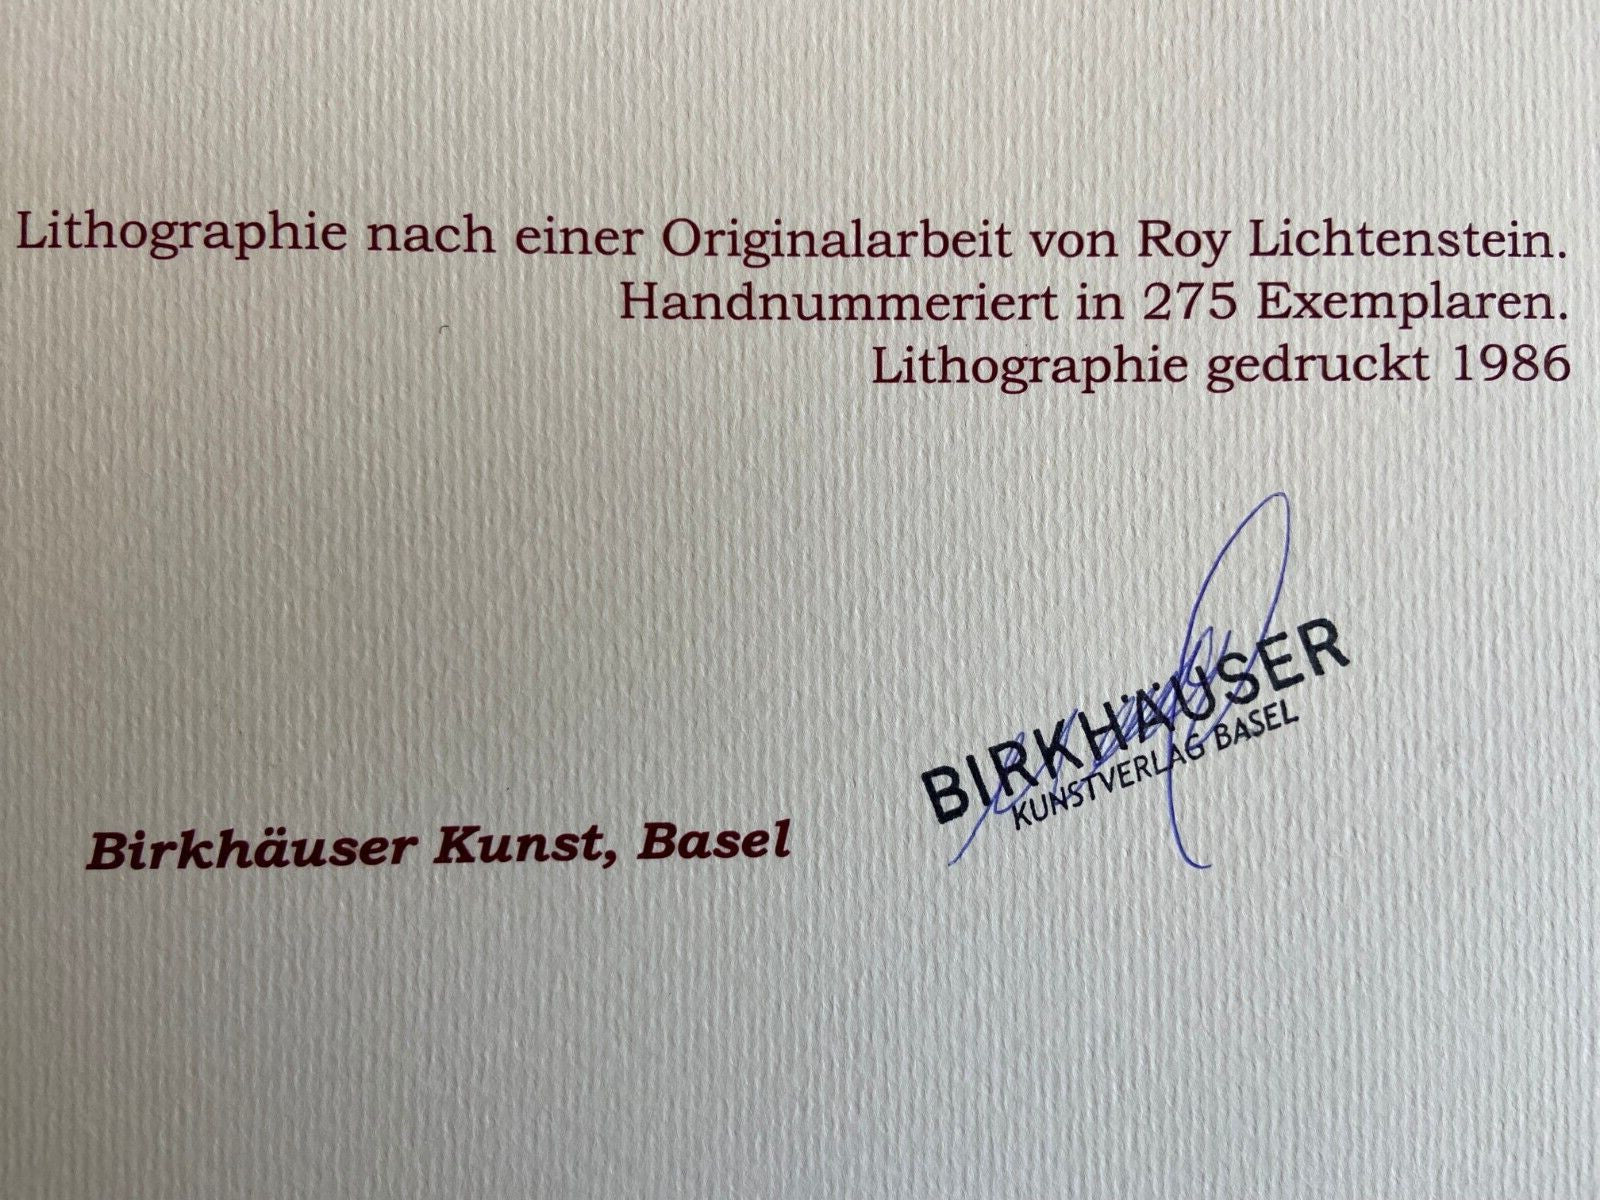 Lithographie nach einer Originalarbeit von Roy Lichtenstein.
Handnummeriert in 275 Exemplaren.
Lithographie gedruckt 1986
BIRKHÄUSER
KUNSTVERLAG BASEL
Birkhäuser Kunst, Basel